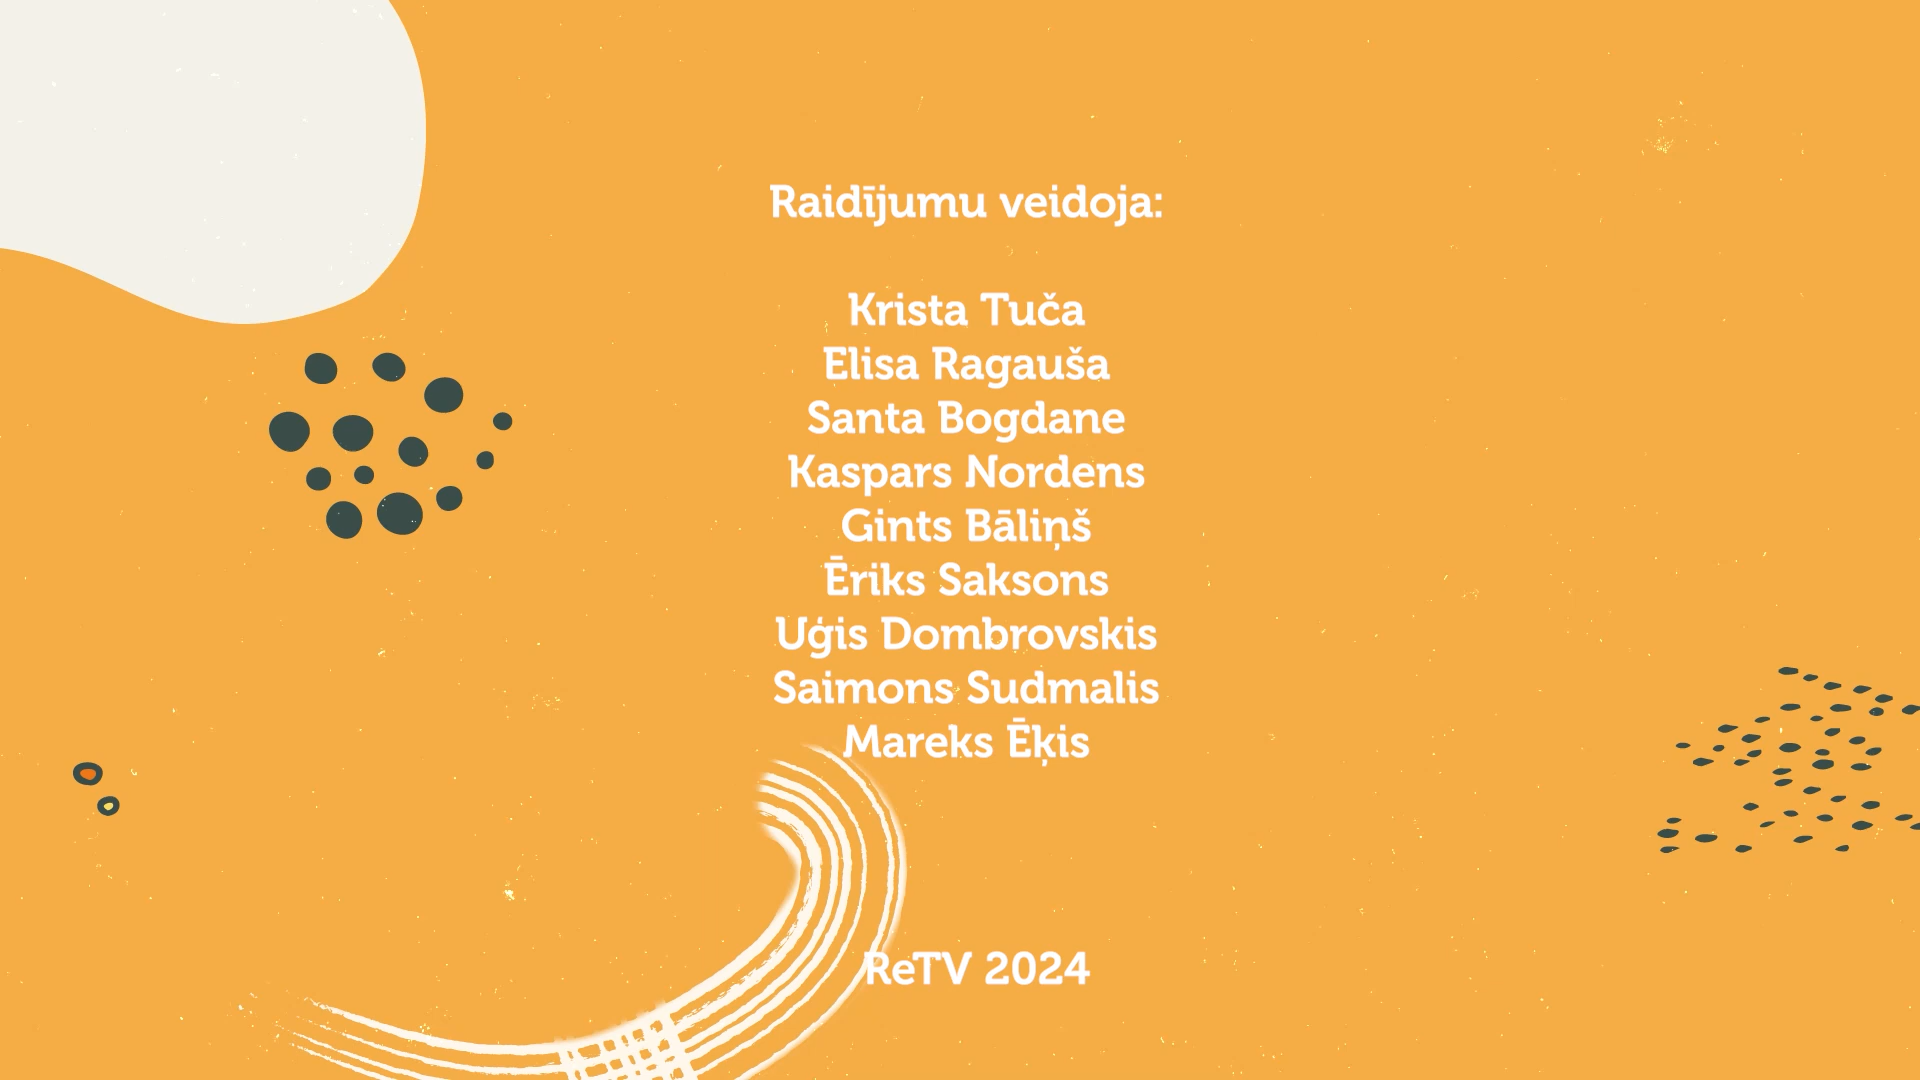 Raidījumu veidoja:
Krista Tuča
Elisa Ragauša
Santa Bogdane
Kaspars Nordens
Gints Bāliņš
Ēriks Saksons
Uģis Dombrovskis
Saimons Sudmalis
Mareks Ēķis
ReTV 2024